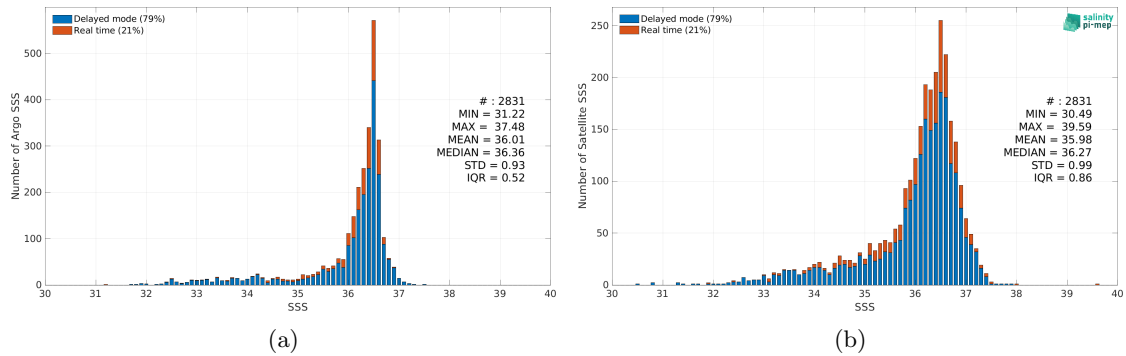 Delayed mode (79%)
Real time (21%)
Number of Argo SSS
500
400
300
200
100
0
# : 2831
MIN = 31.22
MAX = 37.48
MEAN = 36.01
MEDIAN = 36.36
STD = 0.93
IQR = 0.52
30 31 32 33 34 35 36 37 38 39 40
SSS
(a)
Delayed mode (79%)
Real time (21%)
salinity
pi-mep
Number of Satellite SSS
250
200
150
100
50
0
# : 2831
MIN = 30.49
MAX = 39.59
MEAN = 35.98
MEDIAN = 36.27
STD = 0.99
IQR = 0.86
30 31 32 33 34 35 36 37 38 39 40
SSS
(b)